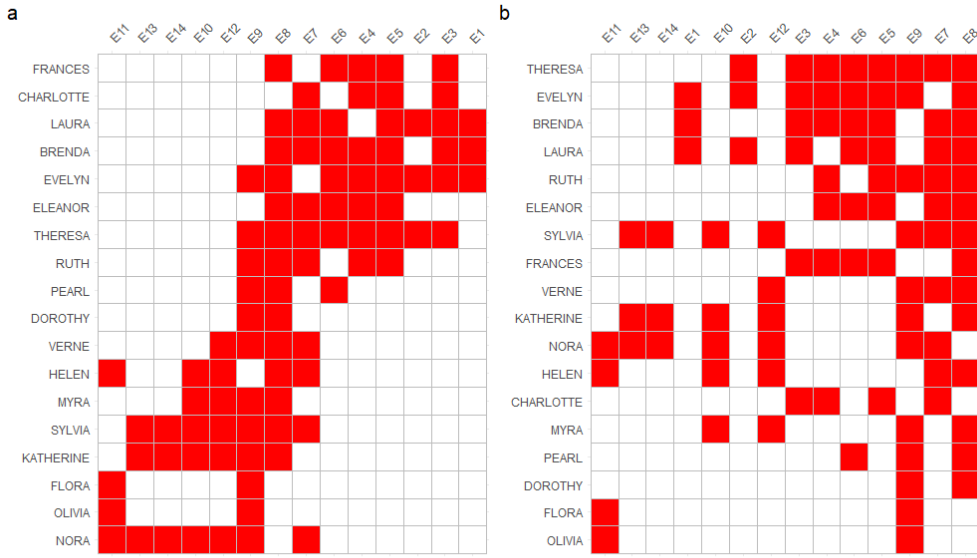 a
E11 E13 E14 E10 E12 E9 E8 E7 E6 E4 E5 E2 E3 E1
FRANCES
CHARLOTTE
LAURA
BRENDA
EVELYN
ELEANOR
THERESA
RUTH
PEARL
DOROTHY
VERNE
HELEN
MYRA
SYLVIA
KATHERINE
FLORA
OLIVIA
NORA
b
E11 E13 E14 E1 E10 E2 E12 E3 E4 E6 E5 E9 E7 E8
THERESA
EVELYN
BRENDA
LAURA
RUTH
ELEANOR
SYLVIA
FRANCES
VERNE
KATHERINE
NORA
HELEN
CHARLOTTE
MYRA
PEARL
DOROTHY
FLORA
OLIVIA